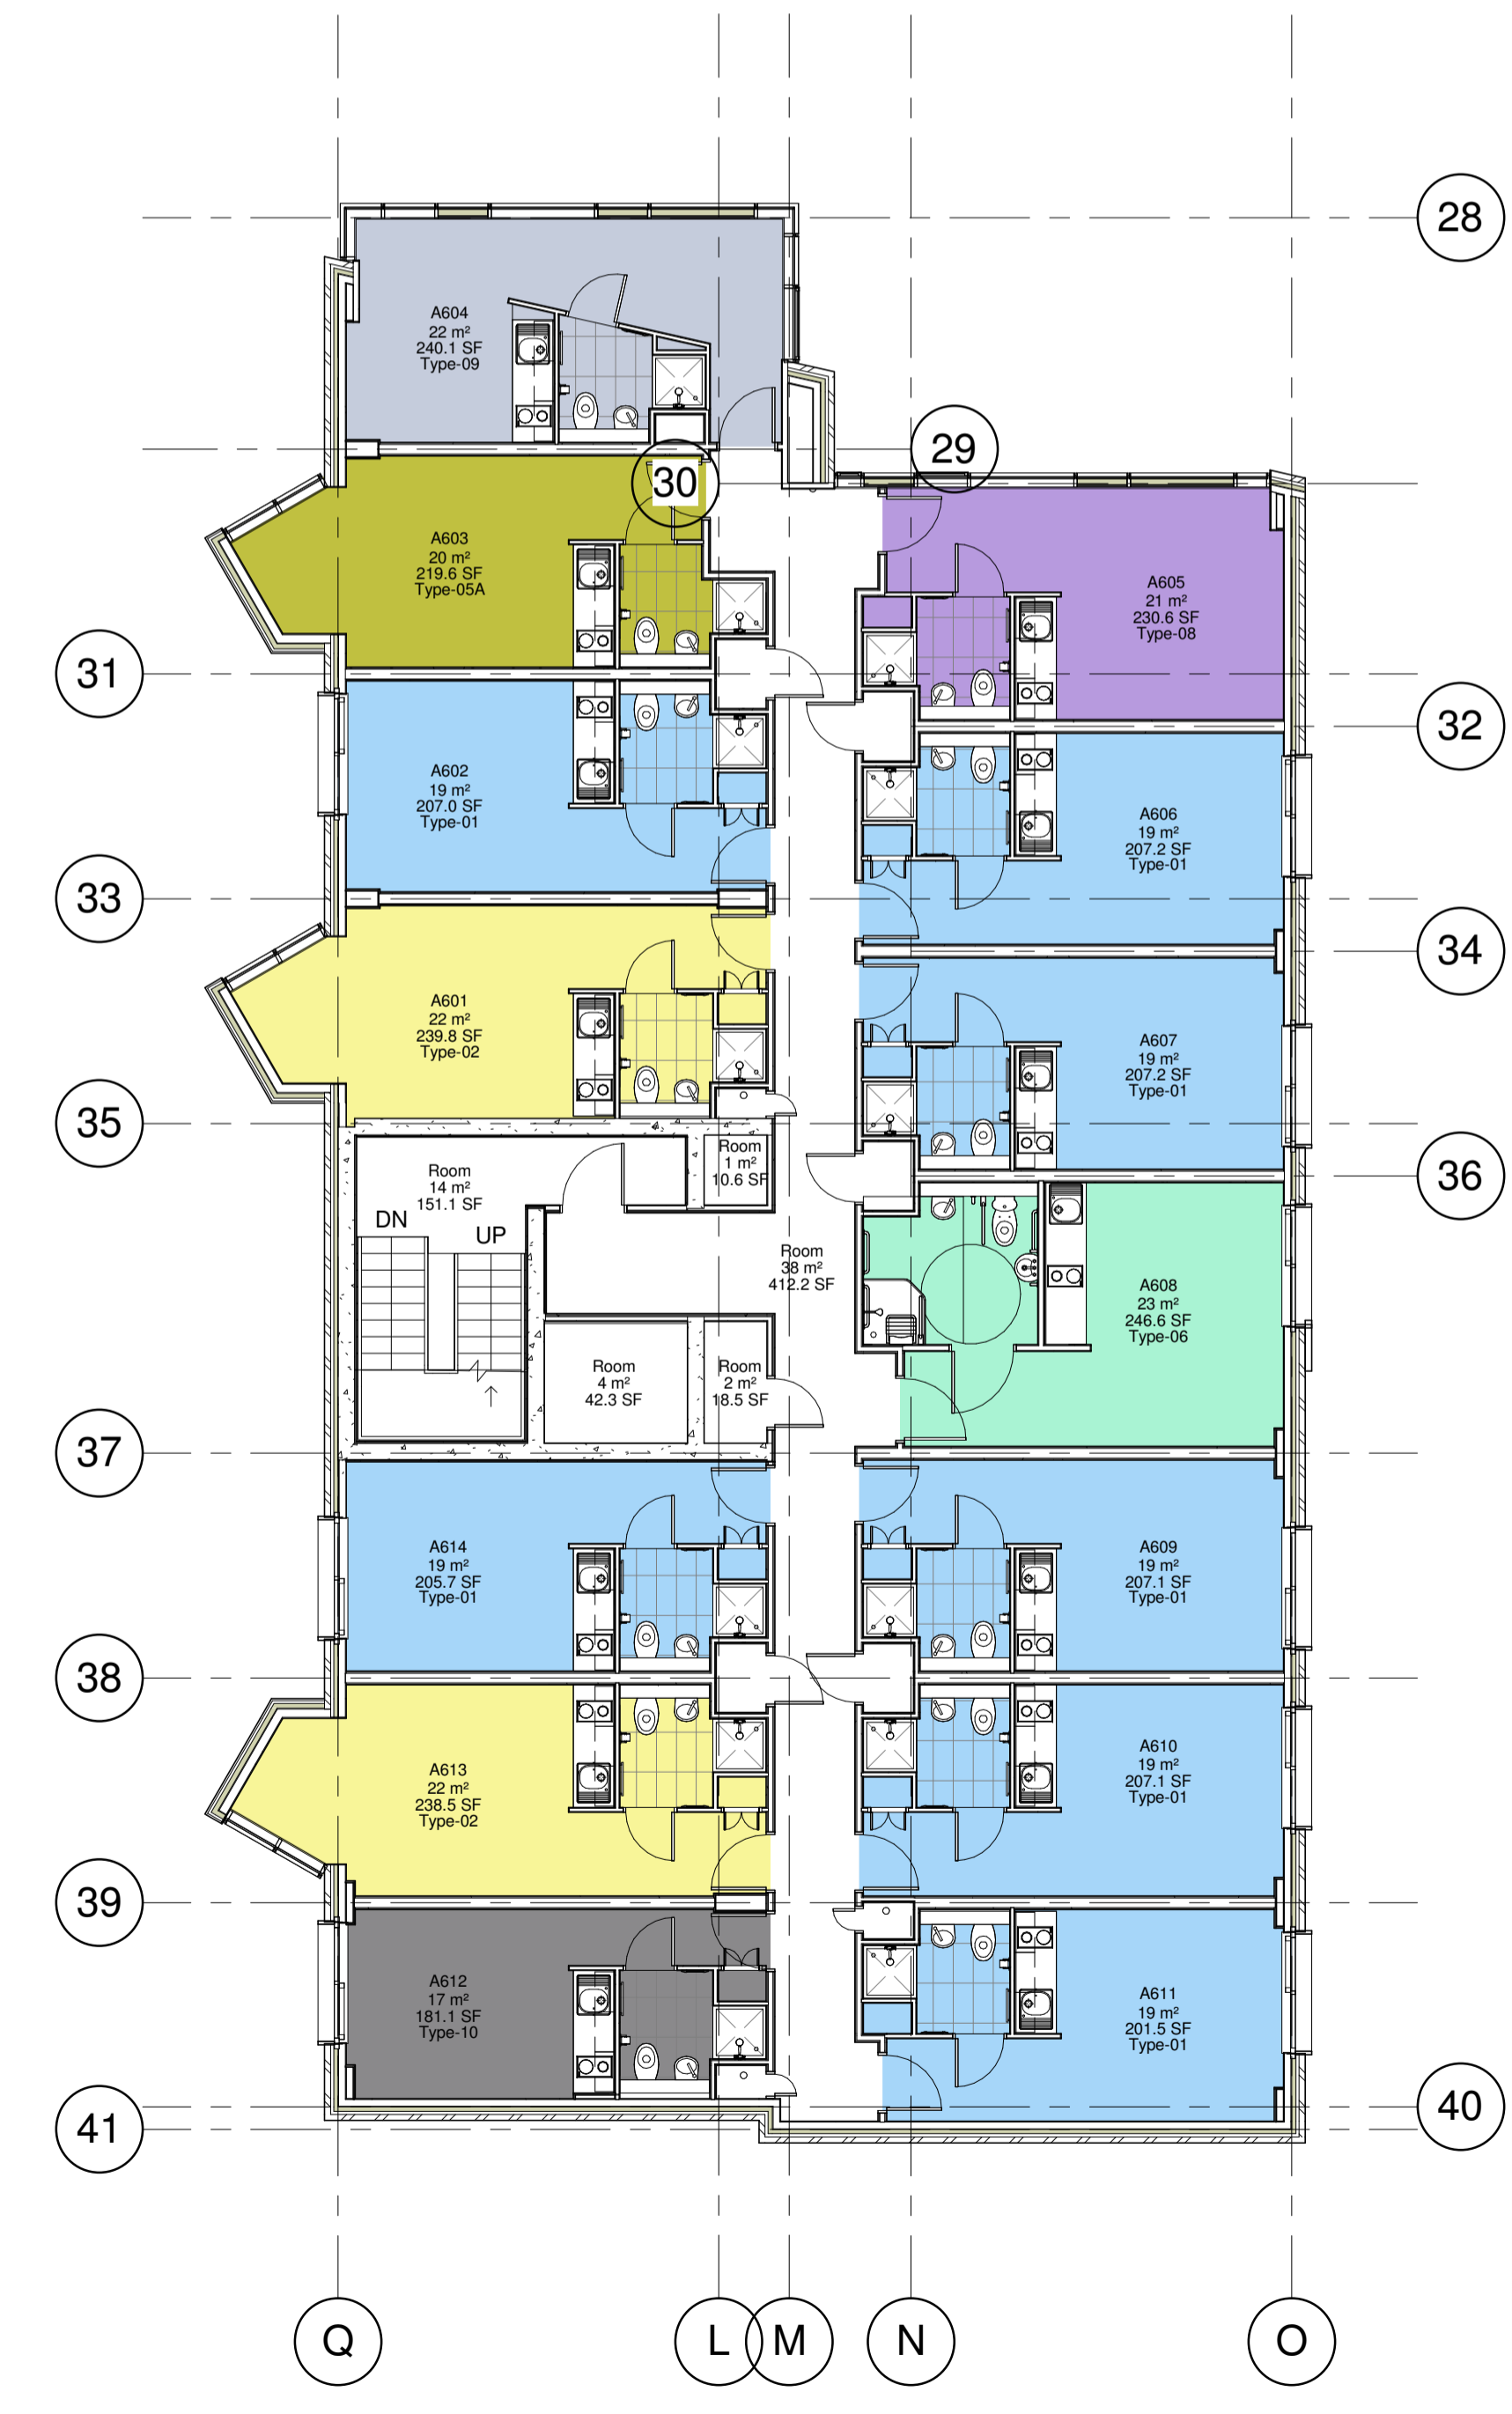 28
A604
22 m²
240.1 SF
Type-09
29
30
A603
20 m²
219.6 SF
Type-05A
A605
21 m²
230.6 SF
Type-08
31
32
A602
19 m²
207.0 SF
Type-01
A606
19 m²
207.2 SF
Type-01
33
34
A601
22 m²
239.8 SF
Type-02
A607
19 m²
207.2 SF
Type-01
35
36
Room
14 m²
151.1 SF
DN
UP
Room
1 m²
10.6 SF
Room
38 m²
412.2 SF
A608
23 m²
246.6 SF
Type-06
Room
4 m²
42.3 SF
Room
2 m²
18.5 SF
37
A614
19 m²
205.7 SF
Type-01
A609
19 m²
207.1 SF
Type-01
38
A613
22 m²
238.5 SF
Type-02
A610
19 m²
207.1 SF
Type-01
39
A612
17 m²
181.1 SF
Type-10
A611
19 m²
201.5 SF
Type-01
40
41
Q
L
M
N
O